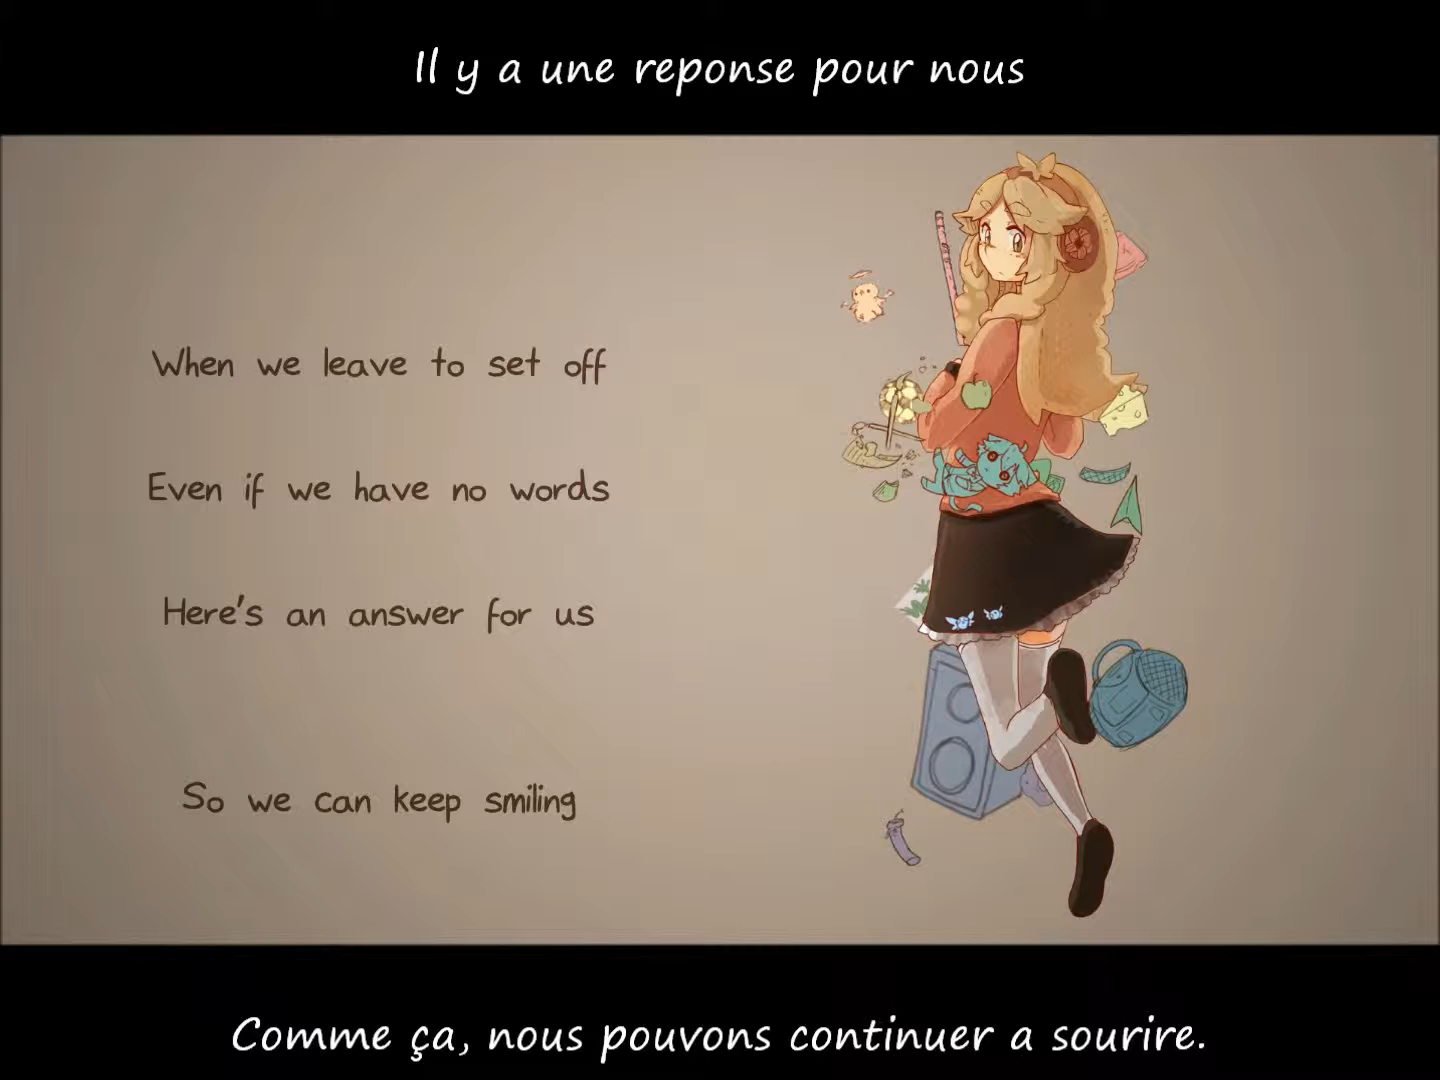 Il y a une reponse pour nous
When we leave to set off
Even if we have no words
Here's an answer for us
So we can keep smiling
Comme ça, nous pouvons continuer a sourire.